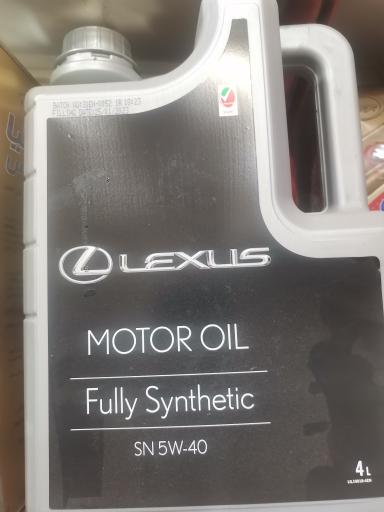 LEXUS
MOTOR OIL
Fully Synthetic
SN 5W-40
4L